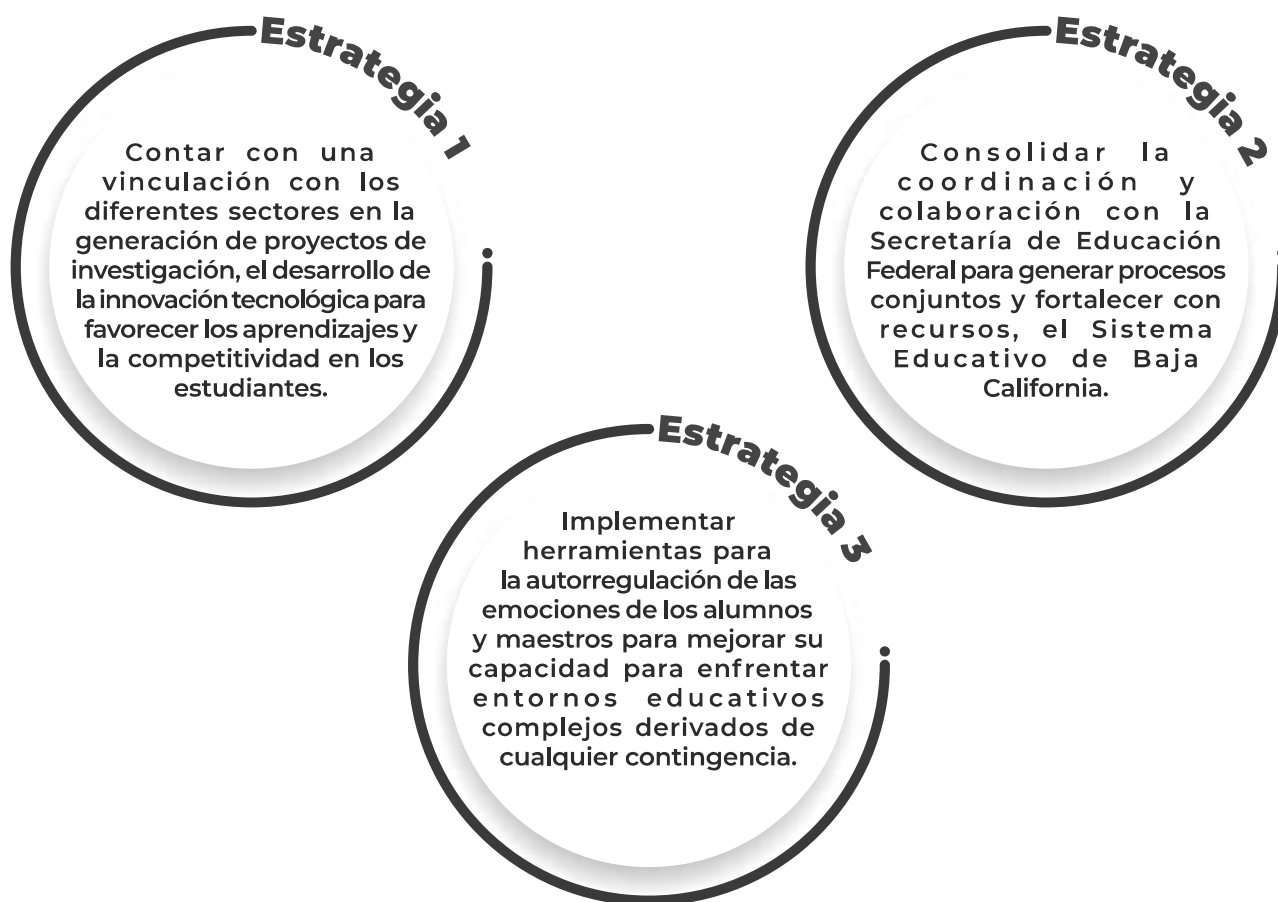 Estrategia 1
Contar con una
vinculación con los
diferentes sectores en la
generación de proyectos de
investigación, el desarrollo de
la innovación tecnológica para
favorecer los aprendizajes y
la competitividad en los
estudiantes.
Estrategia 2
Consolidar la
coordinación y
colaboración con la
Secretaría de Educación
Federal para generar procesos
conjuntos y fortalecer con
recursos, el Sistema
Educativo de Baja
California.
Estrategia 3
Implementar
herramientas para
la autorregulación de las
emociones de los alumnos
y maestros para mejorar su
capacidad para enfrentar
entornos educativos
complejos derivados de
cualquier contingencia.